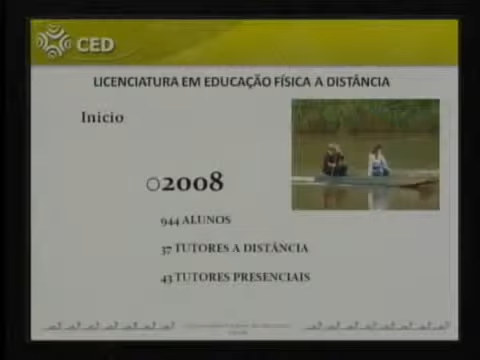 CED
LICENCIATURA EM EDUCAÇÃO FÍSICA A DISTÂNCIA
Início
2008
944 ALUNOS
37 TUTORES A DISTÂNCIA
43 TUTORES PRESENCIAIS